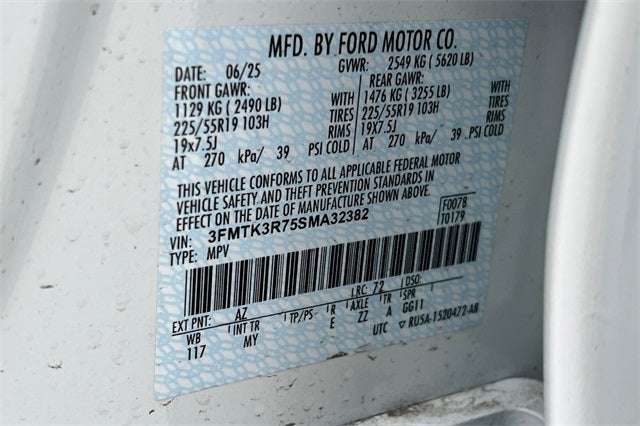 MFD. BY FORD MOTOR CO.
DATE: 06/25 GVWR: 2549 KG ( 5620 LB)
FRONT GAWR: REAR GAWR:
1129 KG ( 2490 LB) WITH 1476 KG ( 3255 LB) WITH
225/55R19 103H TIRES 225/55R19 103H TIRES
19x7.5J RIMS 19X7.5J RIMS
AT 270 kPa/ 39 PSI COLD AT 270 kPa/ 39 PSI COLD
THIS VEHICLE CONFORMS TO ALL APPLICABLE FEDERAL MOTOR
VEHICLE SAFETY AND THEFT PREVENTION STANDARDS IN
EFFECT ON THE DATE OF MANUFACTURE SHOWN ABOVE.
VIN: 3FMTK3R75SMA32382 F0078
TYPE: MPV T0179
EXT PNT: AZ RC: 72 DSO:
WB INT TR TP/PS R AXLE TR SPR
117 MY E ZZ A GG11
UTC ▽ RU5A-1520472-AB